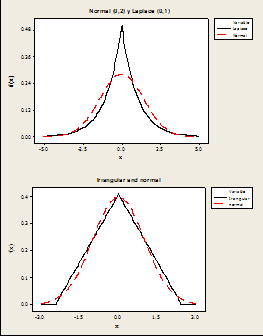 Normal (0,2) y Laplace (0,1)
Variable
Laplace
Normal
f(x)
0.48
0.36
0.24
0.12
0.00
-5.0 -2.5 0.0 2.5 5.0
x
Triangular and normal
Variable
triangular
normal
f(x)
0.4
0.3
0.2
0.1
0.0
-3.0 -1.5 0.0 1.5 3.0
x